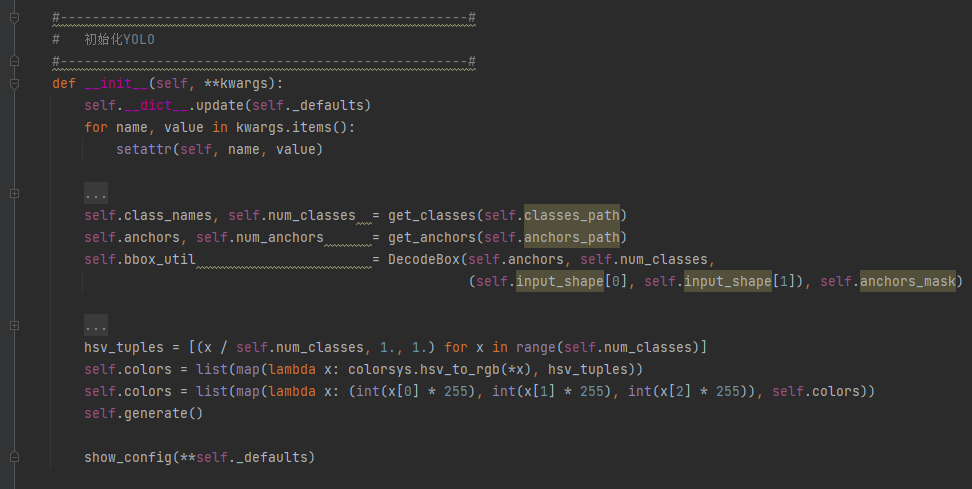 #---------------------------------------------------#
#   初始化YOLO
#---------------------------------------------------#
def __init__(self, **kwargs):
    self.__dict__.update(self._defaults)
    for name, value in kwargs.items():
        setattr(self, name, value)
    ...
    self.class_names, self.num_classes  = get_classes(self.classes_path)
    self.anchors, self.num_anchors      = get_anchors(self.anchors_path)
    self.bbox_util                      = DecodeBox(self.anchors, self.num_classes,
                                                    (self.input_shape[0], self.input_shape[1]), self.anchors_mask)
    ...
    hsv_tuples = [(x / self.num_classes, 1., 1.) for x in range(self.num_classes)]
    self.colors = list(map(lambda x: colorsys.hsv_to_rgb(*x), hsv_tuples))
    self.colors = list(map(lambda x: (int(x[0] * 255), int(x[1] * 255), int(x[2] * 255)), self.colors))
    self.generate()
    show_config(**self._defaults)